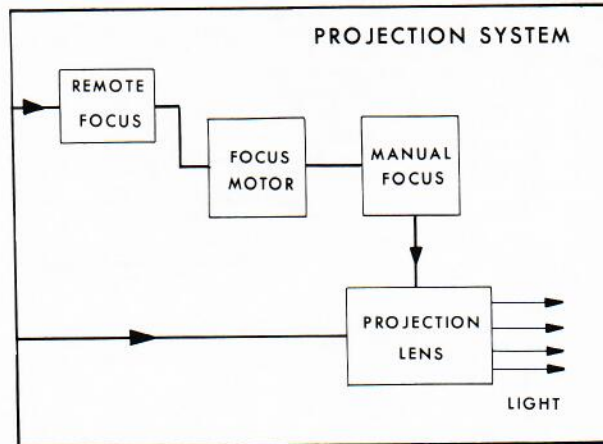 PROJECTION SYSTEM
REMOTE
FOCUS
FOCUS
MOTOR
MANUAL
FOCUS
PROJECTION
LENS
LIGHT